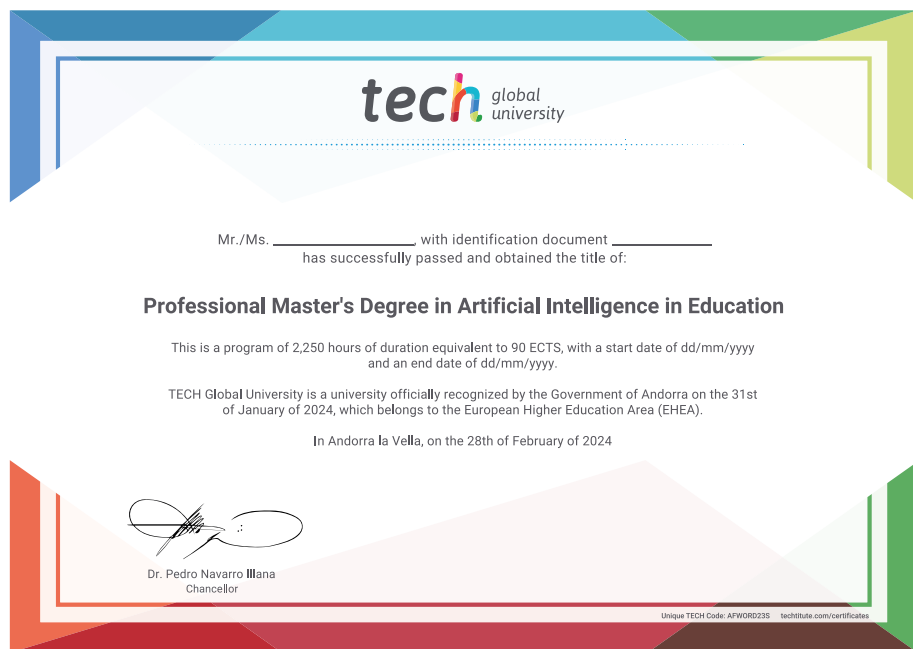 tech global
university
Mr./Ms. ____________________, with identification document ______________
has successfully passed and obtained the title of:
Professional Master's Degree in Artificial Intelligence in Education
This is a program of 2,250 hours of duration equivalent to 90 ECTS, with a start date of dd/mm/yyyy
and an end date of dd/mm/yyyy.
TECH Global University is a university officially recognized by the Government of Andorra on the 31st
of January of 2024, which belongs to the European Higher Education Area (EHEA).
In Andorra la Vella, on the 28th of February of 2024
Dr. Pedro Navarro Illana
Chancellor
Unique TECH Code: AFWORD23S techtitute.com/certificates